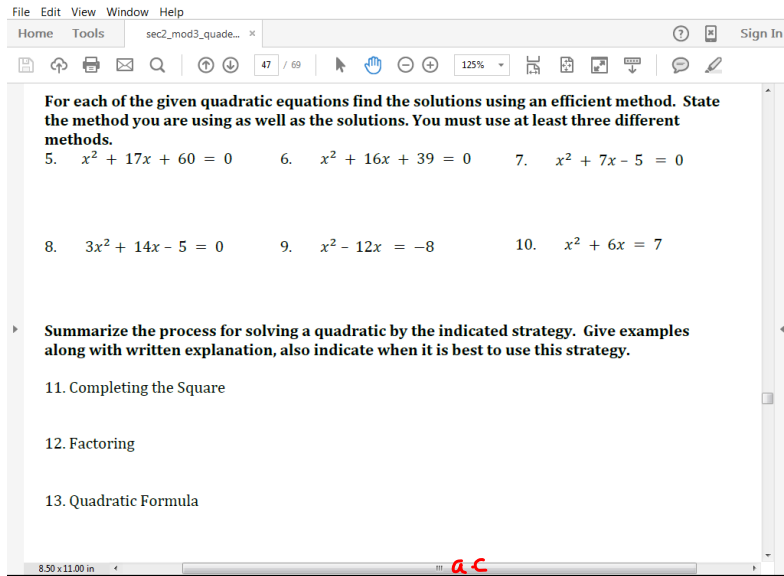 File Edit View Window Help
Home Tools sec2_mod3_quade... × ? Sign In
47 / 69 125%
For each of the given quadratic equations find the solutions using an efficient method. State
the method you are using as well as the solutions. You must use at least three different
methods.
5. x² + 17x + 60 = 0 6. x² + 16x + 39 = 0 7. x² + 7x – 5 = 0
8. 3x² + 14x – 5 = 0 9. x² – 12x = –8 10. x² + 6x = 7
Summarize the process for solving a quadratic by the indicated strategy. Give examples
along with written explanation, also indicate when it is best to use this strategy.
11. Completing the Square
12. Factoring
13. Quadratic Formula
8.50 x 11.00 in
ac